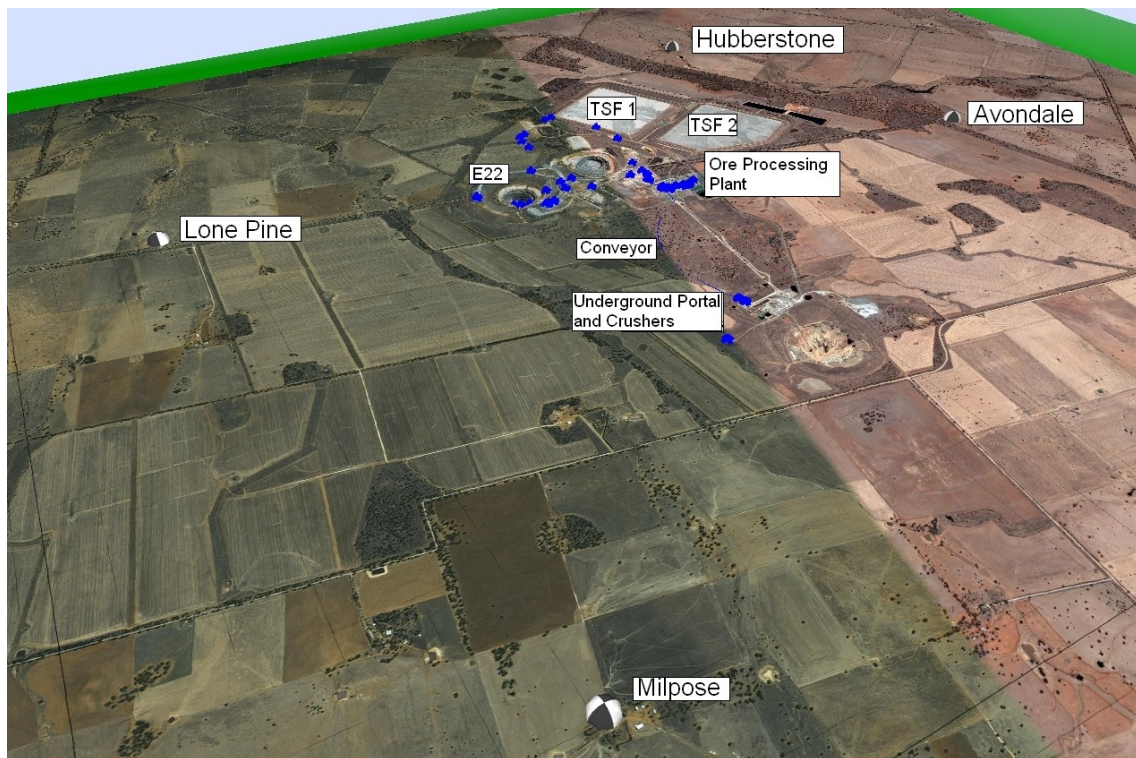 Hubberstone
TSF 1
TSF 2
Avondale
E22
Ore Processing
Plant
Lone Pine
Conveyor
Underground Portal
and Crushers
Milpose